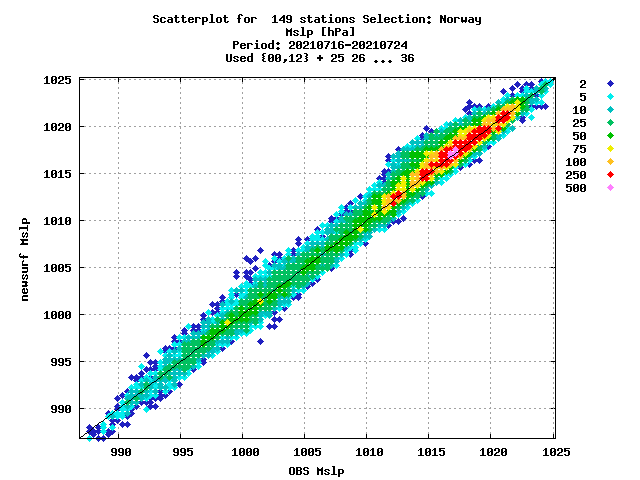 Scatterplot for  149 stations Selection: Norway
Mslp [hPa]
Period: 20210716-20210724
Used {00,12} + 25 26 ... 36
1025
1020
1015
1010
1005
1000
995
990
newsurf Mslp
2
5
10
25
50
75
100
250
500
990 995 1000 1005 1010 1015 1020 1025
OBS Mslp